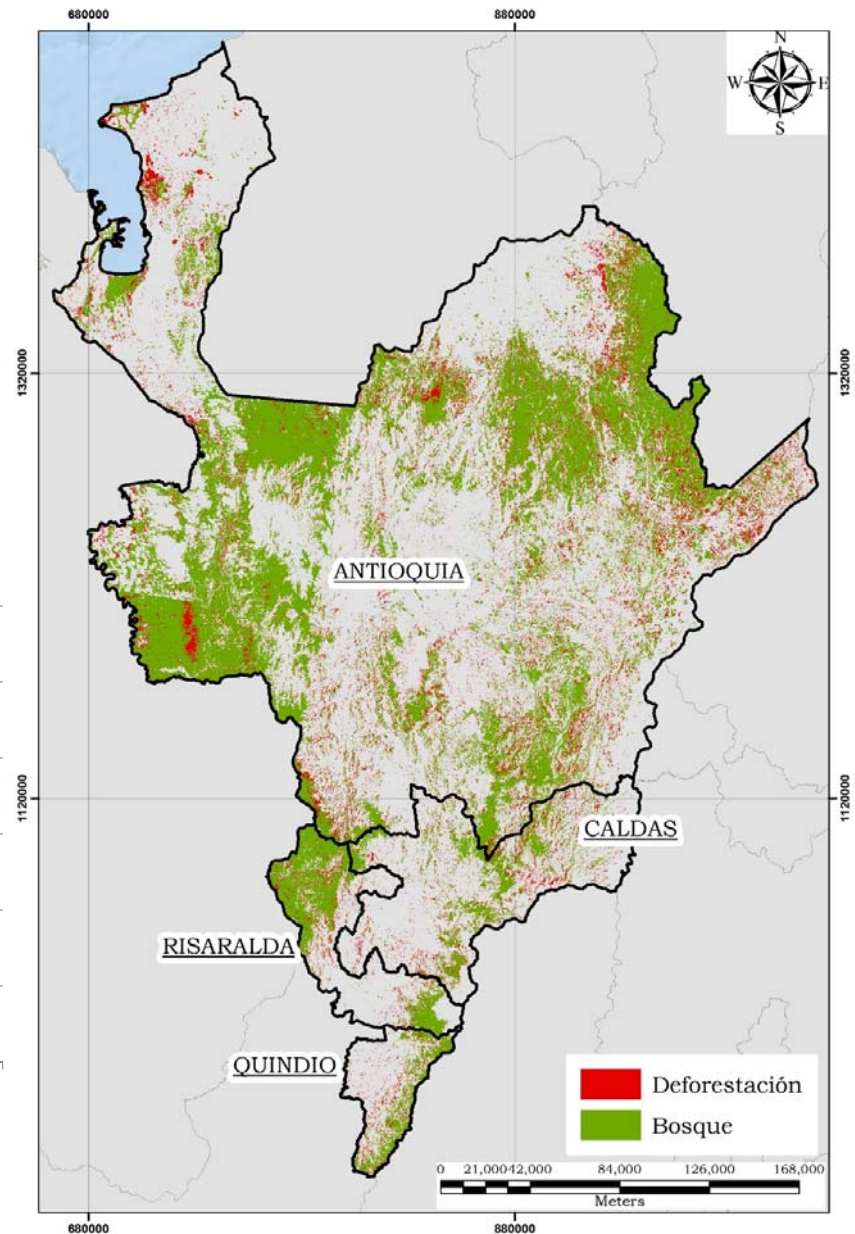 680000
880000
N
W
E
S
1320000
1320000
ANTIOQUIA
1120000
1120000
CALDAS
RISARALDA
QUINDIO
Deforestación
Bosque
0 21,000 42,000 84,000 126,000 168,000
Meters
680000
880000